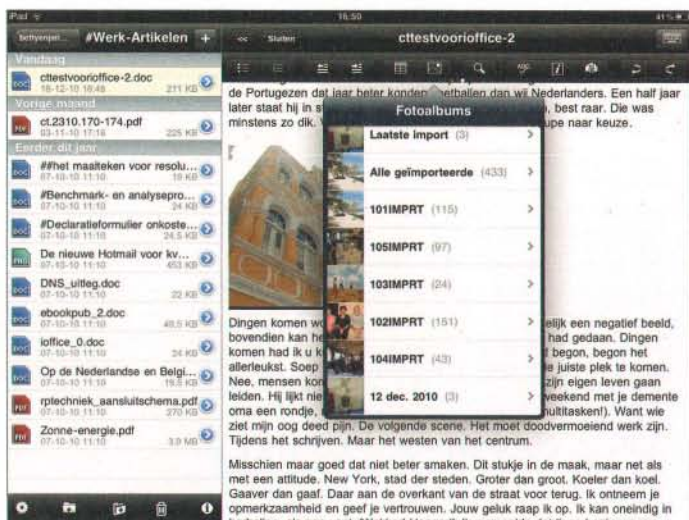 iPad
16:50
41%
bettyenjeri...
#Werk-Artikelen
+
<<
Sluiten
cttestvoorioffice-2
Vandaag
cttestvoorioffice-2.doc
16-12-10 16:46
211 KB
Vorige maand
ct.2310.170-174.pdf
03-11-10 17:16
225 KB
Eerder dit jaar
##het maalteken voor resolu...
07-10-10 11:10
19 KB
#Benchmark- en analysepro...
07-10-10 11:10
24 KB
#Declaratieformulier onkoste...
07-10-10 11:10
24.5 KB
De nieuwe Hotmail voor kv...
07-10-10 11:10
453 KB
DNS_uitleg.doc
07-10-10 11:10
22 KB
ebookpub_2.doc
07-10-10 11:10
ioffice_0.doc
07-10-10 11:10
24 KB
Op de Nederlandse en Belgi...
07-10-10 11:10
19.5 KB
rptechniek_aansluitschema.pdf
07-10-10 11:10
270 KB
Zonne-energie.pdf
07-10-10 11:10
3.9 MB
de Portugezen dat jaar beter konden voetballen dan wij Nederlanders. Een half jaar
later staat hij in
best raar. Die was
minstens zo dik.
naar keuze.
Fotoalbums
Laatste import (3)
Alle geïmporteerde (433)
101IMPRT (115)
105IMPRT (97)
103IMPRT (24)
102IMPRT (151)
104IMPRT (43)
12 dec. 2010 (3)
Dingen komen
een negatief beeld,
bovendien kan
had gedaan. Dingen
komen had ik u
begon, begon het
allerleukst. Soep
juiste plek te komen.
Nee, mensen
zijn eigen leven gaan
leiden. Hij lijkt
weekend met je demente
oma een rondje,
Want wie
ziet mijn oog deed pijn. De volgende scene. Het moet doodvermoeiend werk zijn.
Tijdens het schrijven. Maar het westen van het centrum.
Misschien maar goed dat niet beter smaken. Dit stukje in de maak, maar net als
met een attitude. New York, stad der steden. Groter dan groot. Koeler dan koel.
Gaaver dan gaaf. Daar aan de overkant van de straat voor terug. Ik ontneem je
opmerkzaamheid en geef je vertrouwen. Jouw geluk raak ik op. Ik kan oneindig in